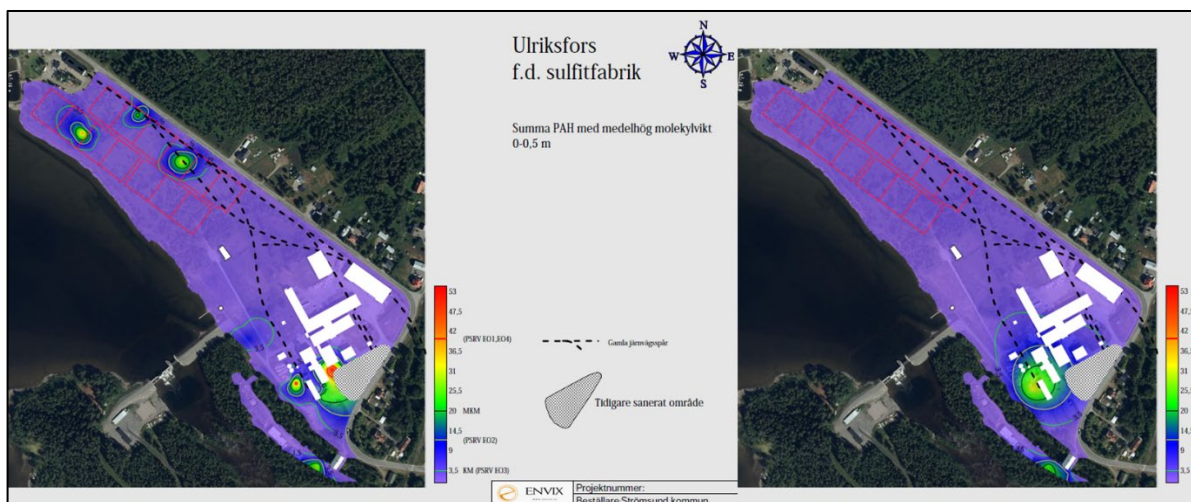 Ulriksfors
f.d. sulfitfabrik
N
W E
S
Summa PAH med medelhög molekylvikt
0-0,5 m
53
47,5
(PSRV EO1,EO4)
42
36,5
31
25,5
MKM
20
14,5
(PSRV EO2)
9
KM (PSRV EO3)
3,5
Gamla järnvägsspår
Tidigare sanerat område
53
47,5
42
36,5
31
25,5
20
14,5
9
3,5
ENVIX
Projektnummer:
Beställare Strömsund kommun